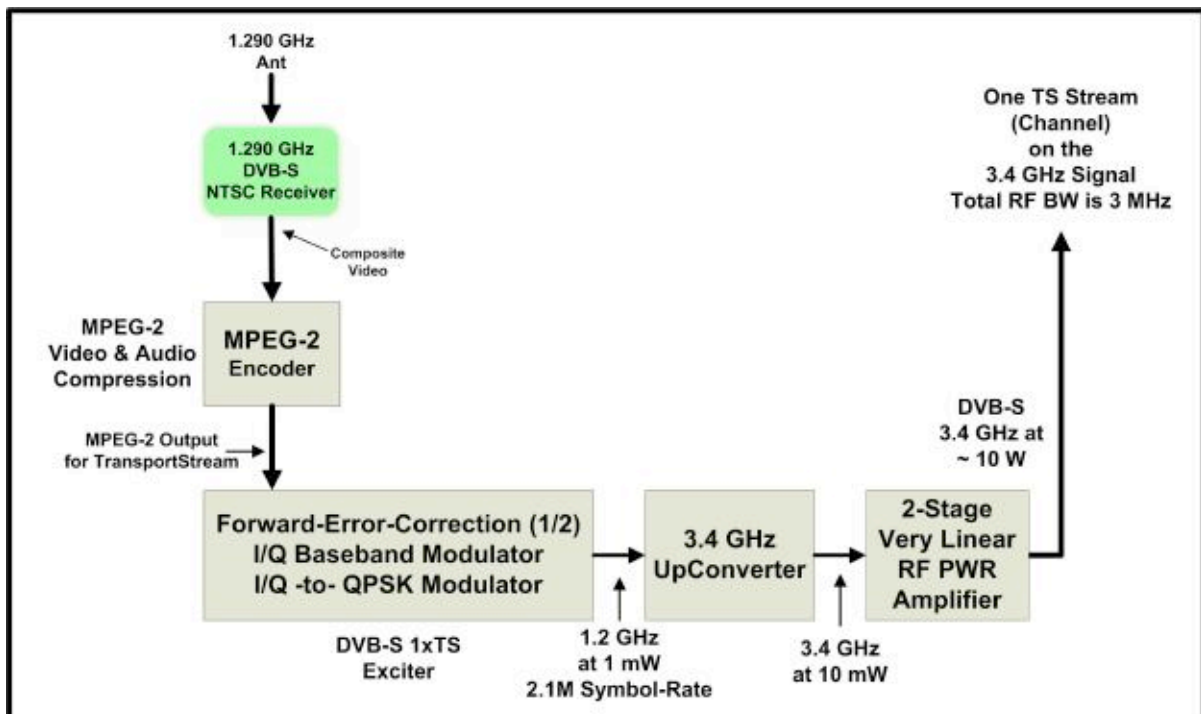 1.290 GHz
Ant
1.290 GHz
DVB-S
NTSC Receiver
Composite
Video
MPEG-2
Video & Audio
Compression
MPEG-2
Encoder
MPEG-2 Output
for TransportStream
Forward-Error-Correction (1/2)
I/Q Baseband Modulator
I/Q -to- QPSK Modulator
DVB-S 1xTS
Exciter
1.2 GHz
at 1 mW
2.1M Symbol-Rate
3.4 GHz
UpConverter
3.4 GHz
at 10 mW
2-Stage
Very Linear
RF PWR
Amplifier
DVB-S
3.4 GHz at
~ 10 W
One TS Stream
(Channel)
on the
3.4 GHz Signal
Total RF BW is 3 MHz